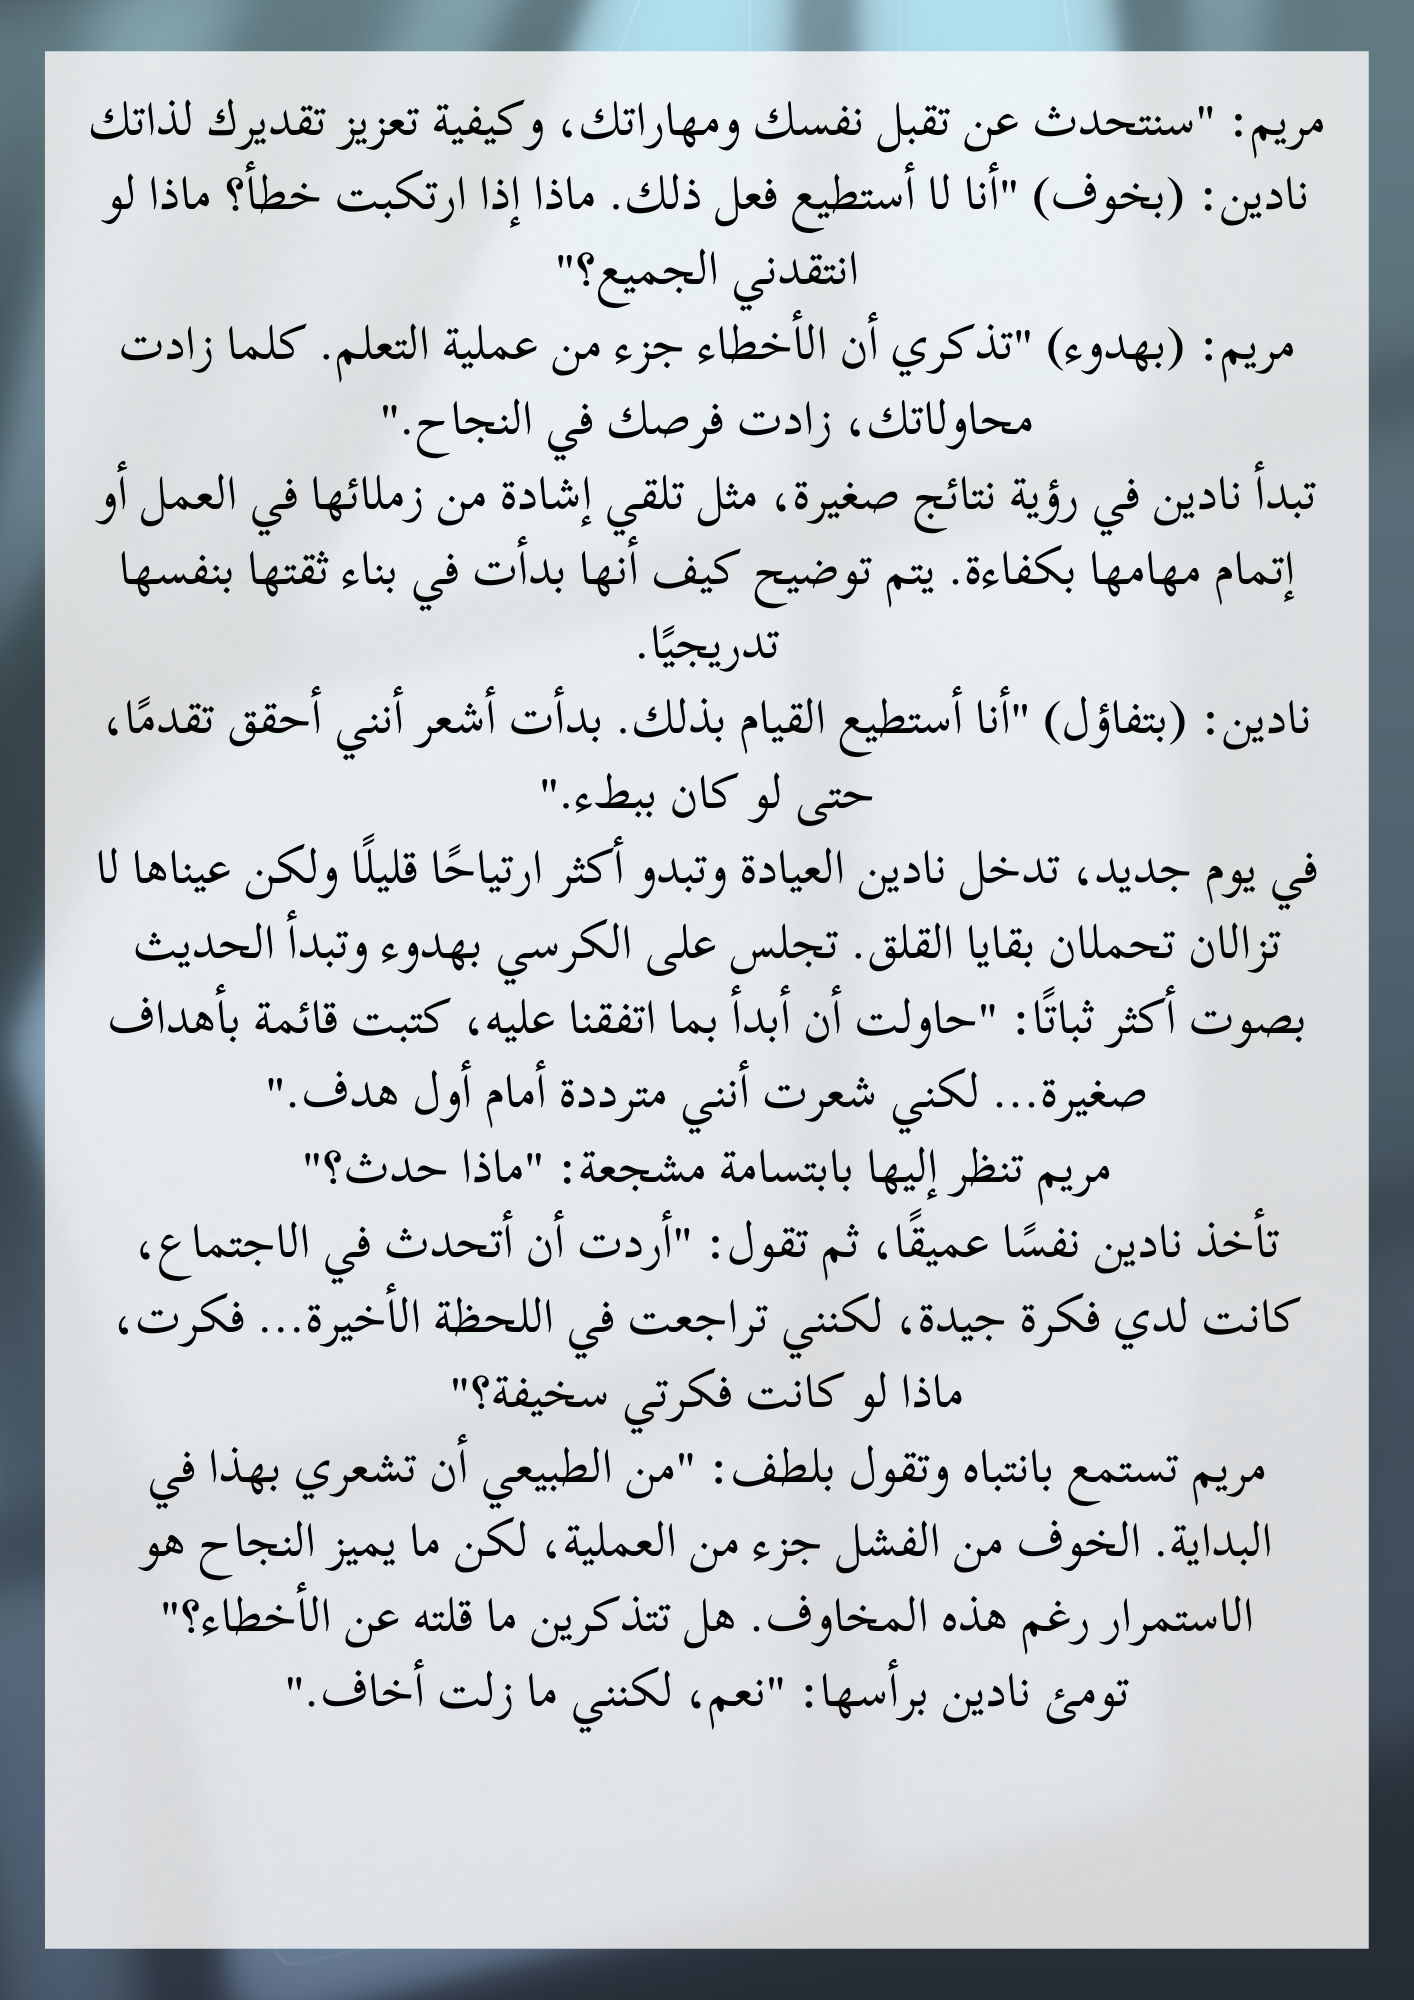 مريم: "سنتحدث عن تقبل نفسك ومهاراتك، وكيفية تعزيز تقديرك لذاتك
نادين: (بخوف) "أنا لا أستطيع فعل ذلك. ماذا إذا ارتكبت خطأ؟ ماذا لو
انتقدني الجميع؟"
مريم: (بهدوء) "تذكري أن الأخطاء جزء من عملية التعلم. كلما زادت
محاولاتك، زادت فرصك في النجاح."
تبدأ نادين في رؤية نتائج صغيرة، مثل تلقي إشادة من زملائها في العمل أو
إتمام مهامها بكفاءة. يتم توضيح كيف أنها بدأت في بناء ثقتها بنفسها
تدريجيًا.
نادين: (بتفاؤل) "أنا أستطيع القيام بذلك. بدأت أشعر أنني أحقق تقدمًا،
حتى لو كان ببطء."
في يوم جديد، تدخل نادين العيادة وتبدو أكثر ارتياحًا قليلًا ولكن عيناها لا
تزالان تحملان بقايا القلق. تجلس على الكرسي بهدوء وتبدأ الحديث
بصوت أكثر ثباتًا: "حاولت أن أبدأ بما اتفقنا عليه، كتبت قائمة بأهداف
صغيرة... لكني شعرت أنني مترددة أمام أول هدف."
مريم تنظر إليها بابتسامة مشجعة: "ماذا حدث؟"
تأخذ نادين نفسًا عميقًا، ثم تقول: "أردت أن أتحدث في الاجتماع،
كانت لدي فكرة جيدة، لكنني تراجعت في اللحظة الأخيرة... فكرت،
ماذا لو كانت فكرتي سخيفة؟"
مريم تستمع بانتباه وتقول بلطف: "من الطبيعي أن تشعري بهذا في
البداية. الخوف من الفشل جزء من العملية، لكن ما يميز النجاح هو
الاستمرار رغم هذه المخاوف. هل تتذكرين ما قلته عن الأخطاء؟"
تومئ نادين برأسها: "نعم، لكنني ما زلت أخاف."